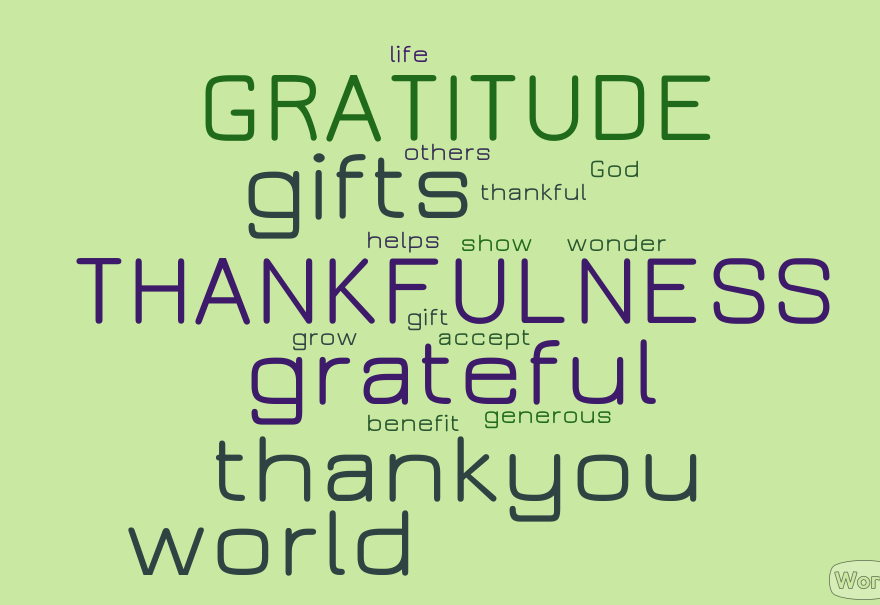 life
GRATITUDE
others
God
gifts
thankful
helps show wonder
THANKFULNESS
gift
grow accept
grateful
benefit generous
thankyou
world